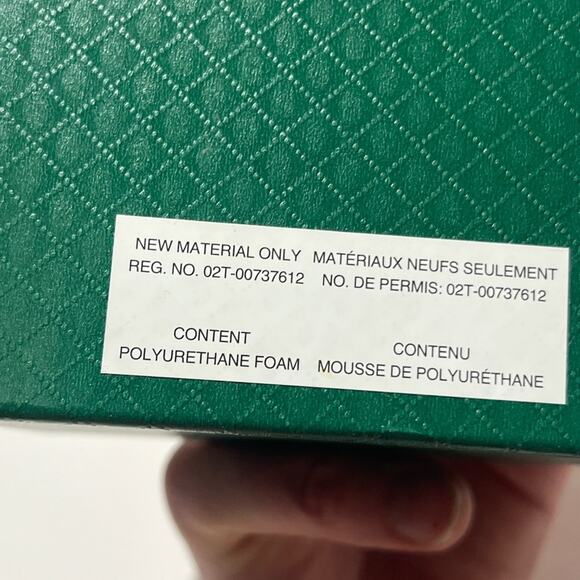 NEW MATERIAL ONLY
REG. NO. 02T-00737612
CONTENT
POLYURETHANE FOAM
MATÉRIAUX NEUFS SEULEMENT
NO. DE PERMIS: 02T-00737612
CONTENU
MOUSSE DE POLYURÉTHANE